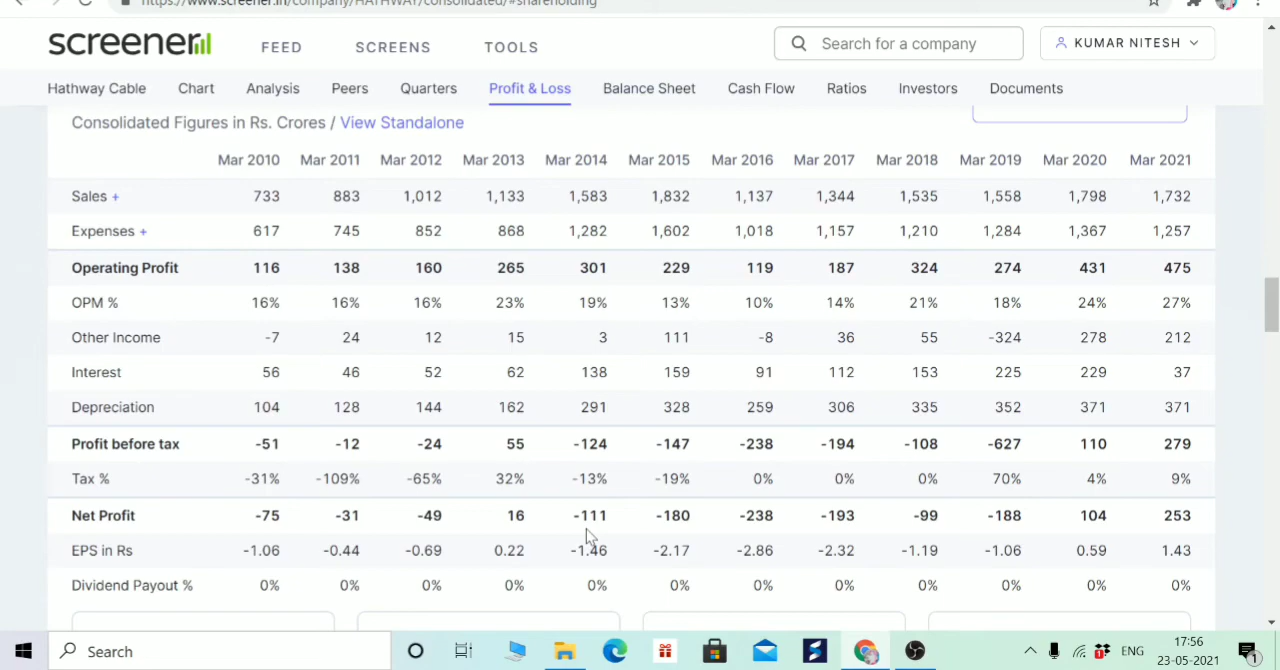 https://www.screener.in/company/HATHWAY/consolidated/#shareholding
screener FEED SCREENS TOOLS Search for a company KUMAR NITESH
Hathway Cable Chart Analysis Peers Quarters Profit & Loss Balance Sheet Cash Flow Ratios Investors Documents
Consolidated Figures in Rs. Crores / View Standalone
Mar 2010 Mar 2011 Mar 2012 Mar 2013 Mar 2014 Mar 2015 Mar 2016 Mar 2017 Mar 2018 Mar 2019 Mar 2020 Mar 2021
Sales + 733 883 1,012 1,133 1,583 1,832 1,137 1,344 1,535 1,558 1,798 1,732
Expenses + 617 745 852 868 1,282 1,602 1,018 1,157 1,210 1,284 1,367 1,257
Operating Profit 116 138 160 265 301 229 119 187 324 274 431 475
OPM % 16% 16% 16% 23% 19% 13% 10% 14% 21% 18% 24% 27%
Other Income -7 24 12 15 3 111 -8 36 55 -324 278 212
Interest 56 46 52 62 138 159 91 112 153 225 229 37
Depreciation 104 128 144 162 291 328 259 306 335 352 371 371
Profit before tax -51 -12 -24 55 -124 -147 -238 -194 -108 -627 110 279
Tax % -31% -109% -65% 32% -13% -19% 0% 0% 0% 70% 4% 9%
Net Profit -75 -31 -49 16 -111 -180 -238 -193 -99 -188 104 253
EPS in Rs -1.06 -0.44 -0.69 0.22 -1.46 -2.17 -2.86 -2.32 -1.19 -1.06 0.59 1.43
Dividend Payout % 0% 0% 0% 0% 0% 0% 0% 0% 0% 0% 0% 0%
Search ENG 17:56
23-05-2021 1